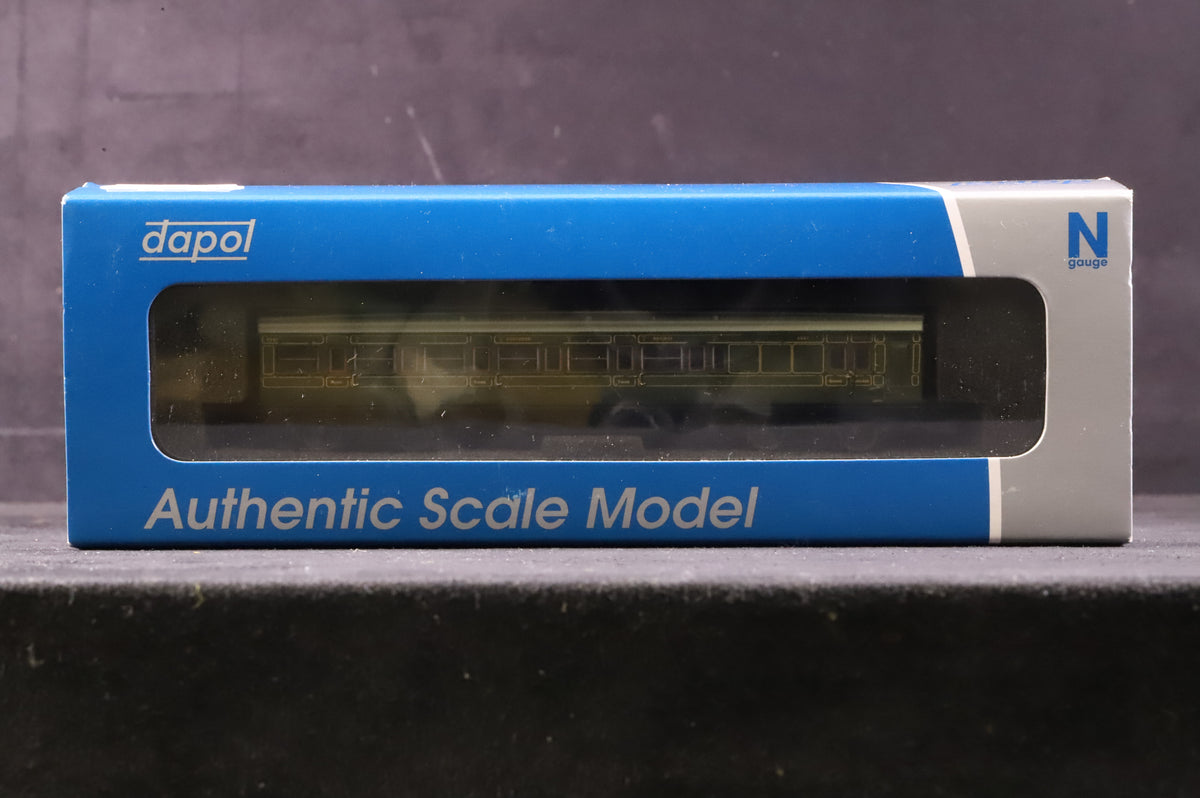 dapol
N
gauge
Authentic Scale Model